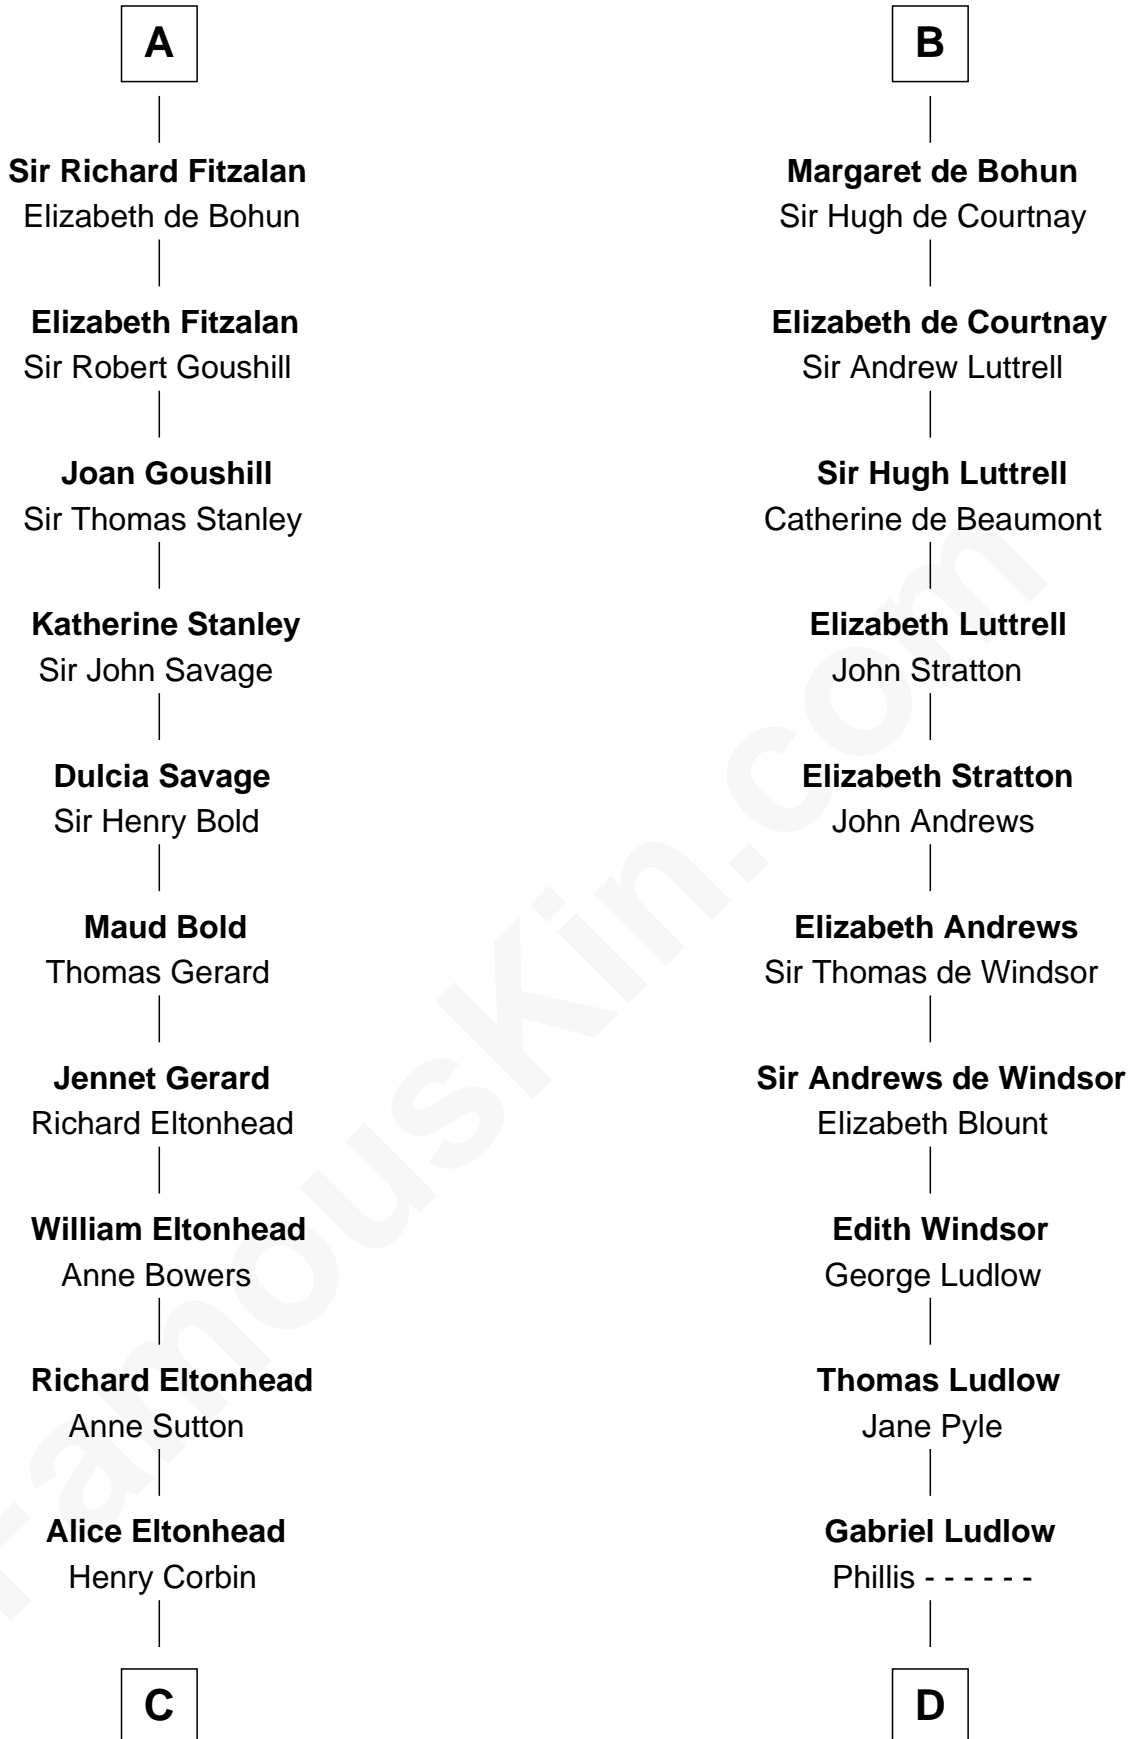 A
Sir Richard Fitzalan
Elizabeth de Bohun
Elizabeth Fitzalan
Sir Robert Goushill
Joan Goushill
Sir Thomas Stanley
Katherine Stanley
Sir John Savage
Dulcia Savage
Sir Henry Bold
Maud Bold
Thomas Gerard
Jennet Gerard
Richard Eltonhead
William Eltonhead
Anne Bowers
Richard Eltonhead
Anne Sutton
Alice Eltonhead
Henry Corbin
C
B
Margaret de Bohun
Sir Hugh de Courtnay
Elizabeth de Courtnay
Sir Andrew Luttrell
Sir Hugh Luttrell
Catherine de Beaumont
Elizabeth Luttrell
John Stratton
Elizabeth Stratton
John Andrews
Elizabeth Andrews
Sir Thomas de Windsor
Sir Andrews de Windsor
Elizabeth Blount
Edith Windsor
George Ludlow
Thomas Ludlow
Jane Pyle
Gabriel Ludlow
Phillis - - - - - -
D
FamousKin.com